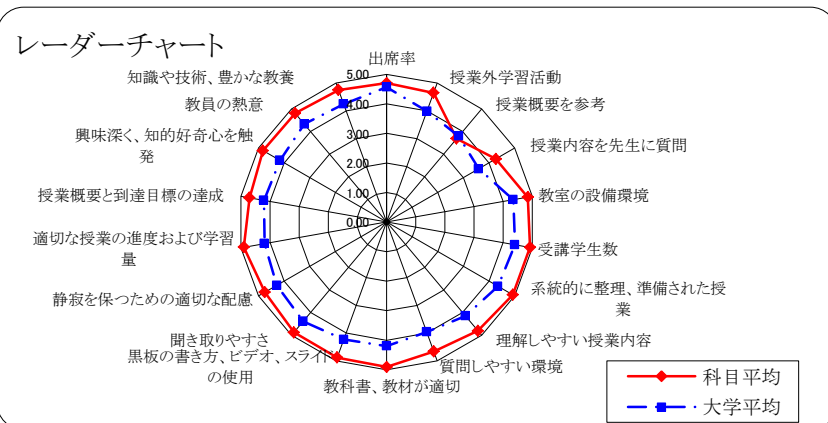 レーダーチャート
出席率
授業外学習活動
授業概要を参考
授業内容を先生に質問
教室の設備環境
受講学生数
系統的に整理、準備された授
業
理解しやすい授業内容
質問しやすい環境
教科書、教材が適切
黒板の書き方、ビデオ、スライド
の使用
聞き取りやすさ
静寂を保つための適切な配慮
適切な授業の進度および学習
量
授業概要と到達目標の達成
興味深く、知的好奇心を触
発
教員の熱意
知識や技術、豊かな教養
5.00
4.00
3.00
2.00
1.00
0.00
科目平均
大学平均